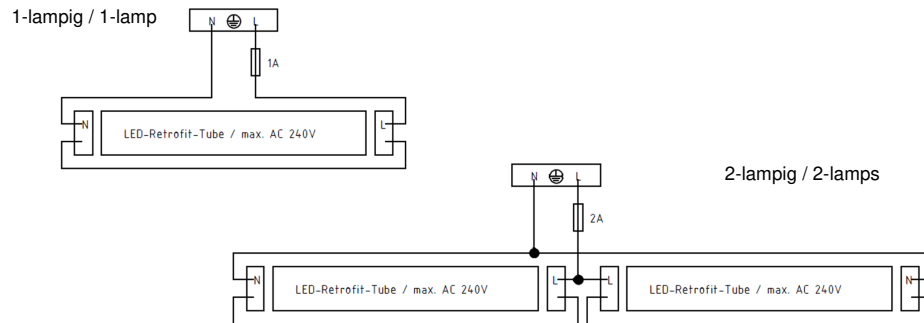 1-lampig / 1-lamp
N L
1A
N LED-Retrofit-Tube / max. AC 240V L
2-lampig / 2-lamps
N L
2A
N LED-Retrofit-Tube / max. AC 240V L L LED-Retrofit-Tube / max. AC 240V N